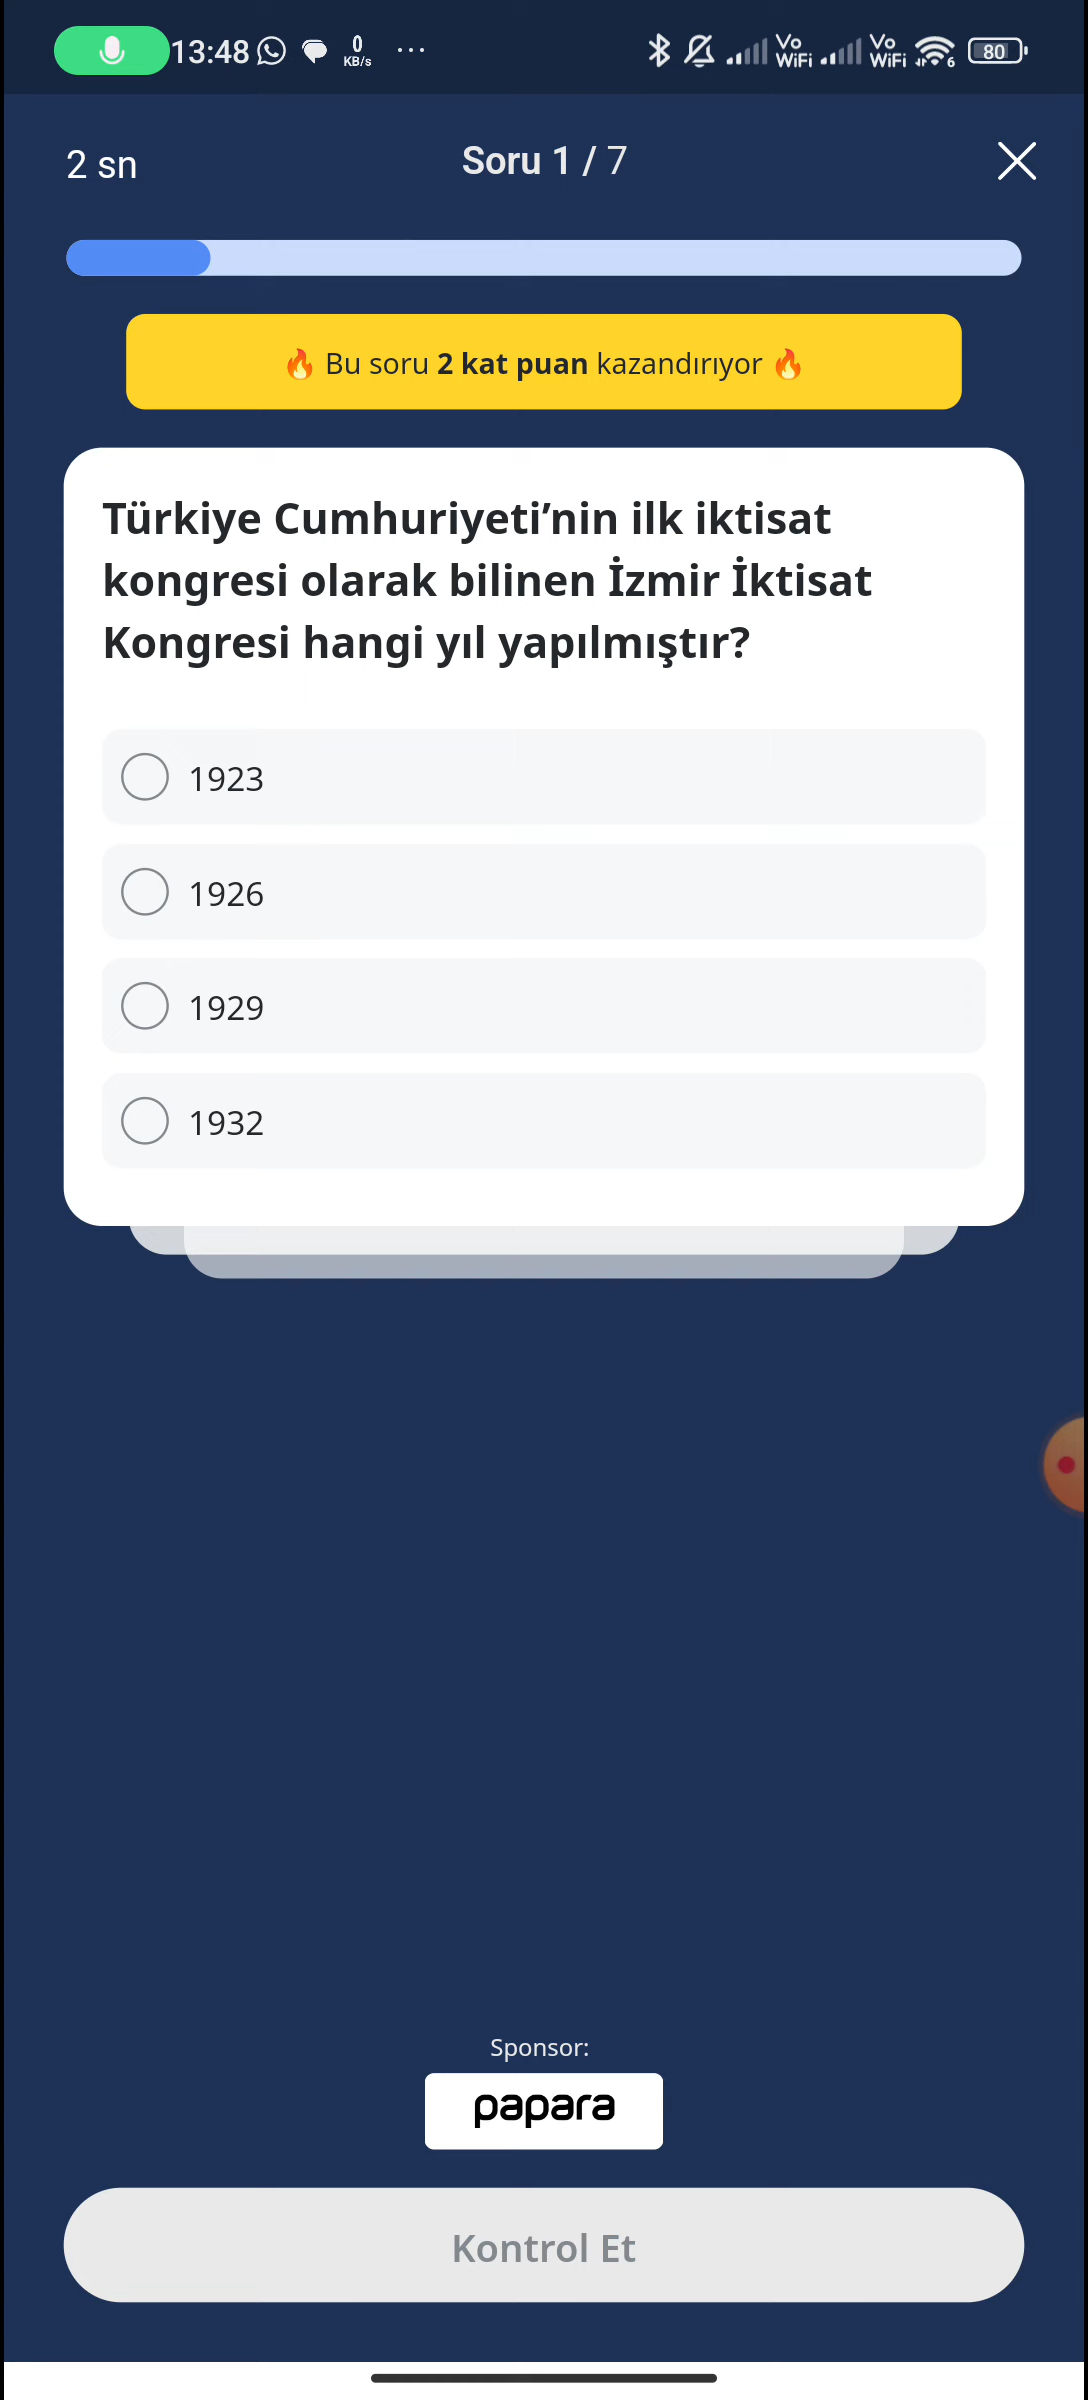 13:48 0 KB/s ... Vo WiFi Vo WiFi 6 80
2 sn Soru 1 / 7
🔥 Bu soru 2 kat puan kazandırıyor 🔥
Türkiye Cumhuriyeti’nin ilk iktisat
kongresi olarak bilinen İzmir İktisat
Kongresi hangi yıl yapılmıştır?
1923
1926
1929
1932
Sponsor:
papara
Kontrol Et